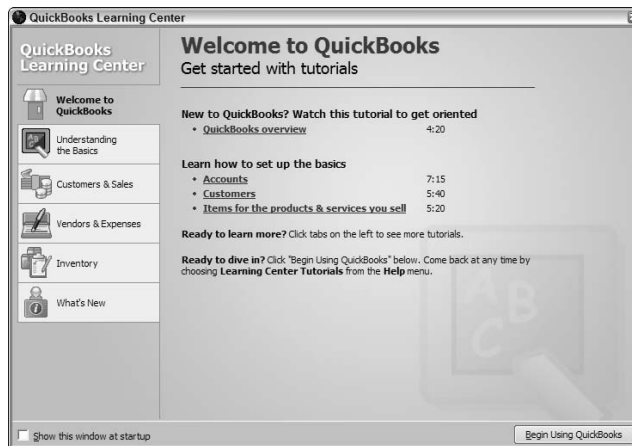 QuickBooks Learning Center
QuickBooks
Learning Center
Welcome to
QuickBooks
Understanding
the Basics
Customers & Sales
Vendors & Expenses
Inventory
What's New
Welcome to QuickBooks
Get started with tutorials
New to QuickBooks? Watch this tutorial to get oriented
• QuickBooks overview 4:20
Learn how to set up the basics
• Accounts 7:15
• Customers 5:40
• Items for the products & services you sell 5:20
Ready to learn more? Click tabs on the left to see more tutorials.
Ready to dive in? Click "Begin Using QuickBooks" below. Come back at any time by
choosing Learning Center Tutorials from the Help menu.
A B
C
Show this window at startup
Begin Using QuickBooks